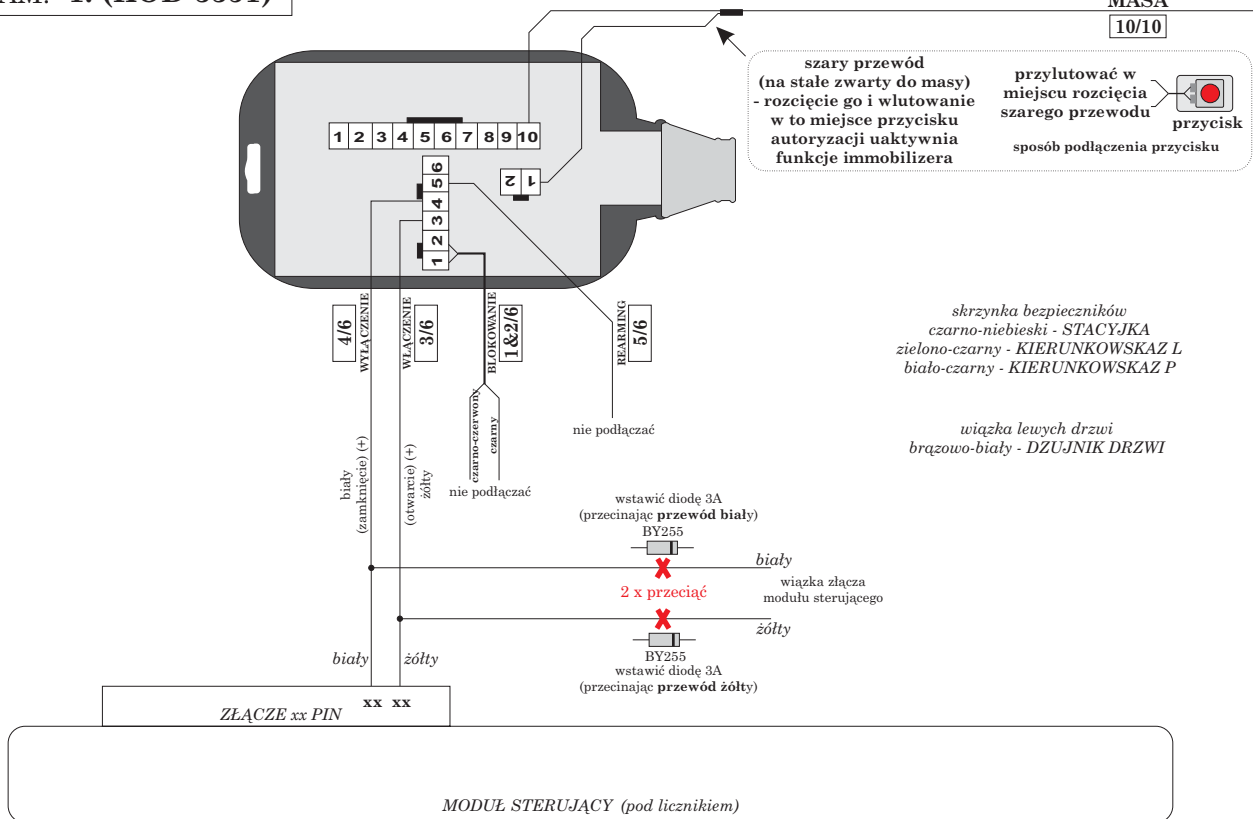 1. (KOD
MASA
10/10
szary przewód
(na stałe zwarty do masy)
- rozcięcie go i wlutowanie
w to miejsce przycisku
autoryzacji uaktywnia
funkcje immobilizera
przylutować w
miejscu rozcięcia
szarego przewodu
przycisk
sposób podłączenia przycisku
1 2 3 4 5 6 7 8 9 10
2 1
6
5
4
3
2
1
4/6
WYŁĄCZENIE
WŁĄCZENIE
3/6
BLOKOWANIE
1&2/6
REARMING
5/6
skrzynka bezpieczników
czarno-niebieski - STACYJKA
zielono-czarny - KIERUNKOWSKAZ L
biało-czarny - KIERUNKOWSKAZ P
wiązka lewych drzwi
brązowo-biały - DZUJNIK DRZWI
biały
(zamknięcie) (+)
(otwarcie) (+)
żółty
czarno-czerwony
czarny
nie podłączać
nie podłączać
wstawić diodę 3A
(przecinając przewód biały)
BY255
biały
2 x przeciąć
wiązka złącza
modułu sterującego
żółty
BY255
wstawić diodę 3A
(przecinając przewód żółty)
biały
żółty
xx xx
ZŁĄCZE xx PIN
MODUŁ STERUJĄCY (pod licznikiem)